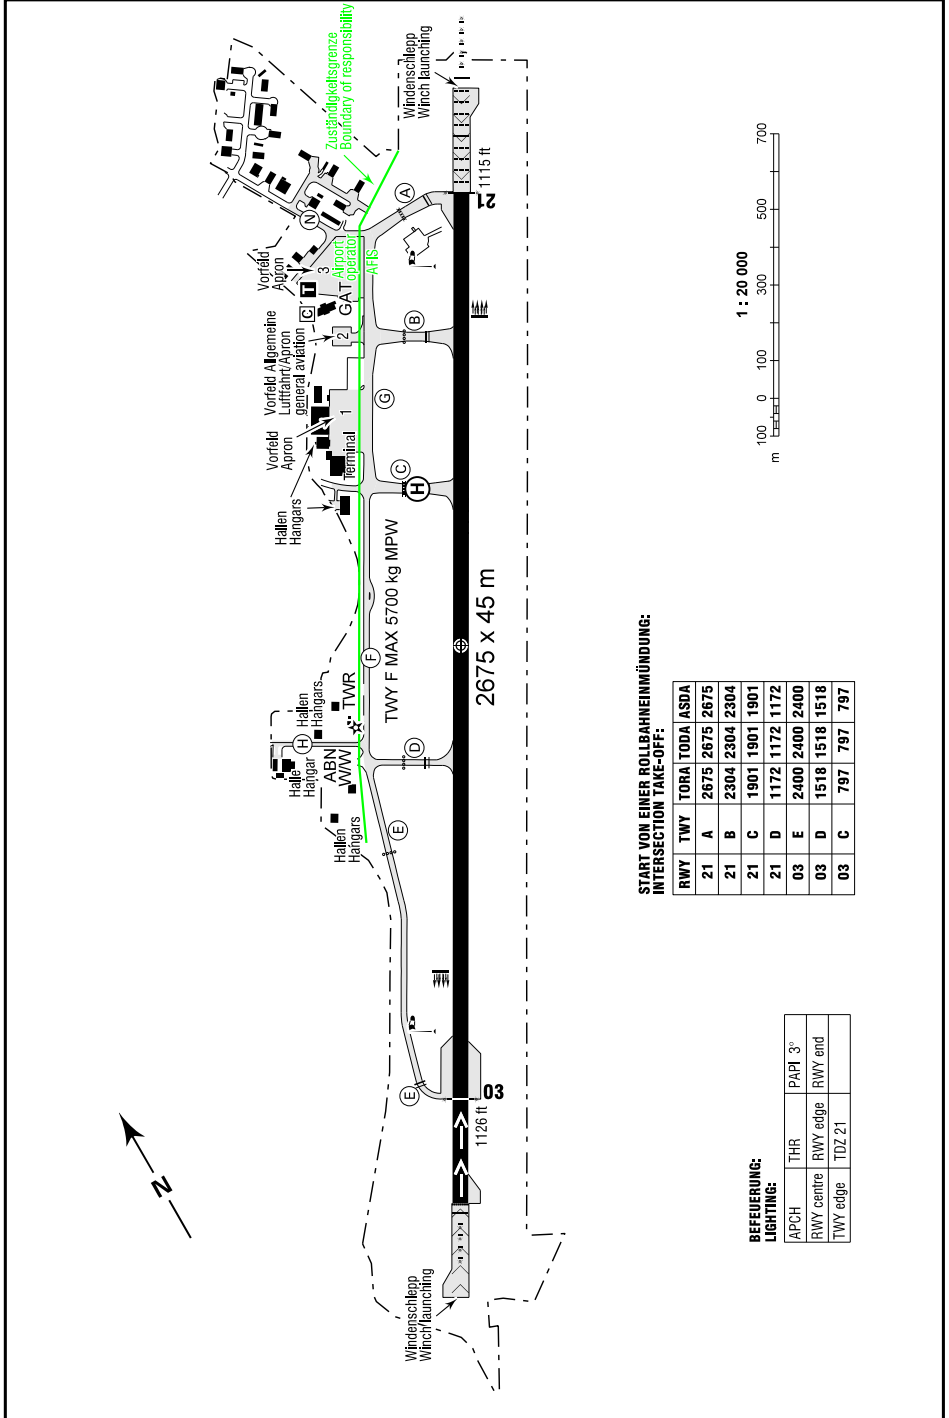 Windenschlepp
Winch launching
Zuständigkeitsgrenze
Boundary of responsibility
1115 ft
21
A
N
Vorfeld
Apron
3
Airport
operator
AFIS
T
C
GAT
Vorfeld Allgemeine
Luftfahrt/Apron
general aviation
2
B
G
Vorfeld
Apron
1
Terminal
Hallen
Hangars
C
H
TWY F MAX 5700 kg MPW
2675 x 45 m
F
TWR
Hallen
Hangars
H
Halle
Hangar
ABN
W/W
D
Hallen
Hangars
E
E
03
1126 ft
N
Windenschlepp
Winch launching
1 : 20 000
100 0 100 300 500 700
m
START VON EINER ROLLBAHNEINMÜNDUNG:
INTERSECTION TAKE-OFF:
RWY TWY TORA TODA ASDA
21 A 2675 2675 2675
21 B 2304 2304 2304
21 C 1901 1901 1901
21 D 1172 1172 1172
03 E 2400 2400 2400
03 D 1518 1518 1518
03 C 797 797 797
BEFEUERUNG:
LIGHTING:
APCH THR PAPI 3°
RWY centre RWY edge RWY end
TWY edge TDZ 21